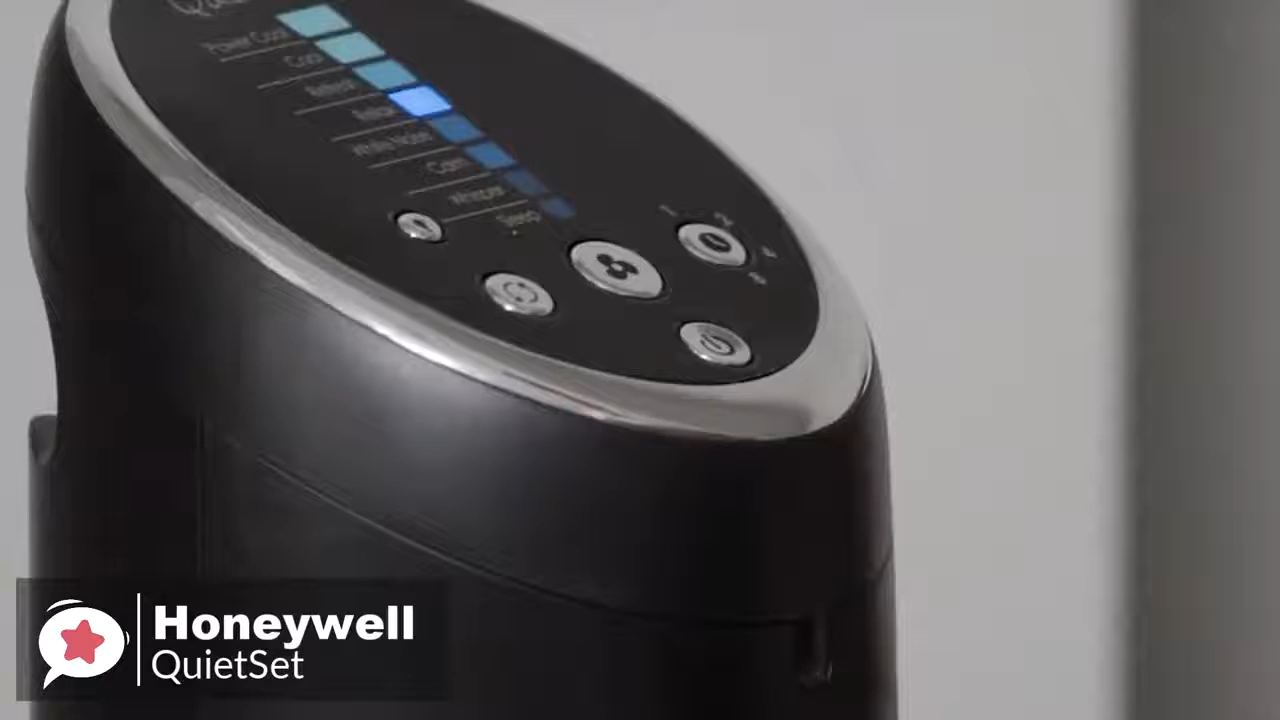 Power Cool
Cool
Refresh
Relax
White Noise
Calm
Whisper
Sleep
1
2
4
8
Honeywell
QuietSet